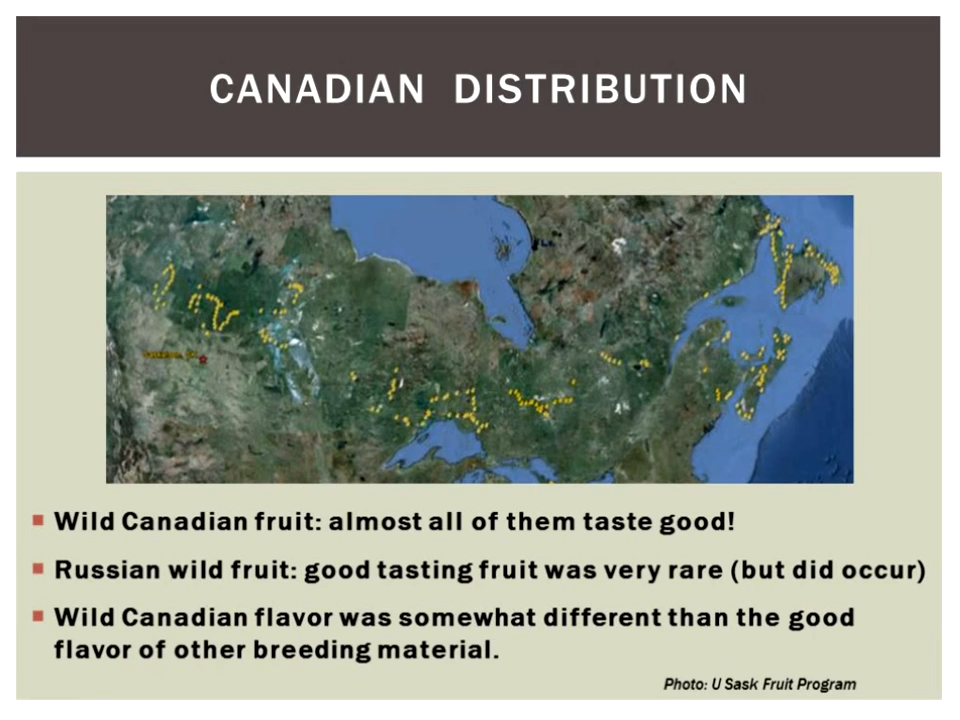 CANADIAN DISTRIBUTION
Wild Canadian fruit: almost all of them taste good!
Russian wild fruit: good tasting fruit was very rare (but did occur)
Wild Canadian flavor was somewhat different than the good
flavor of other breeding material.
Photo: U Sask Fruit Program